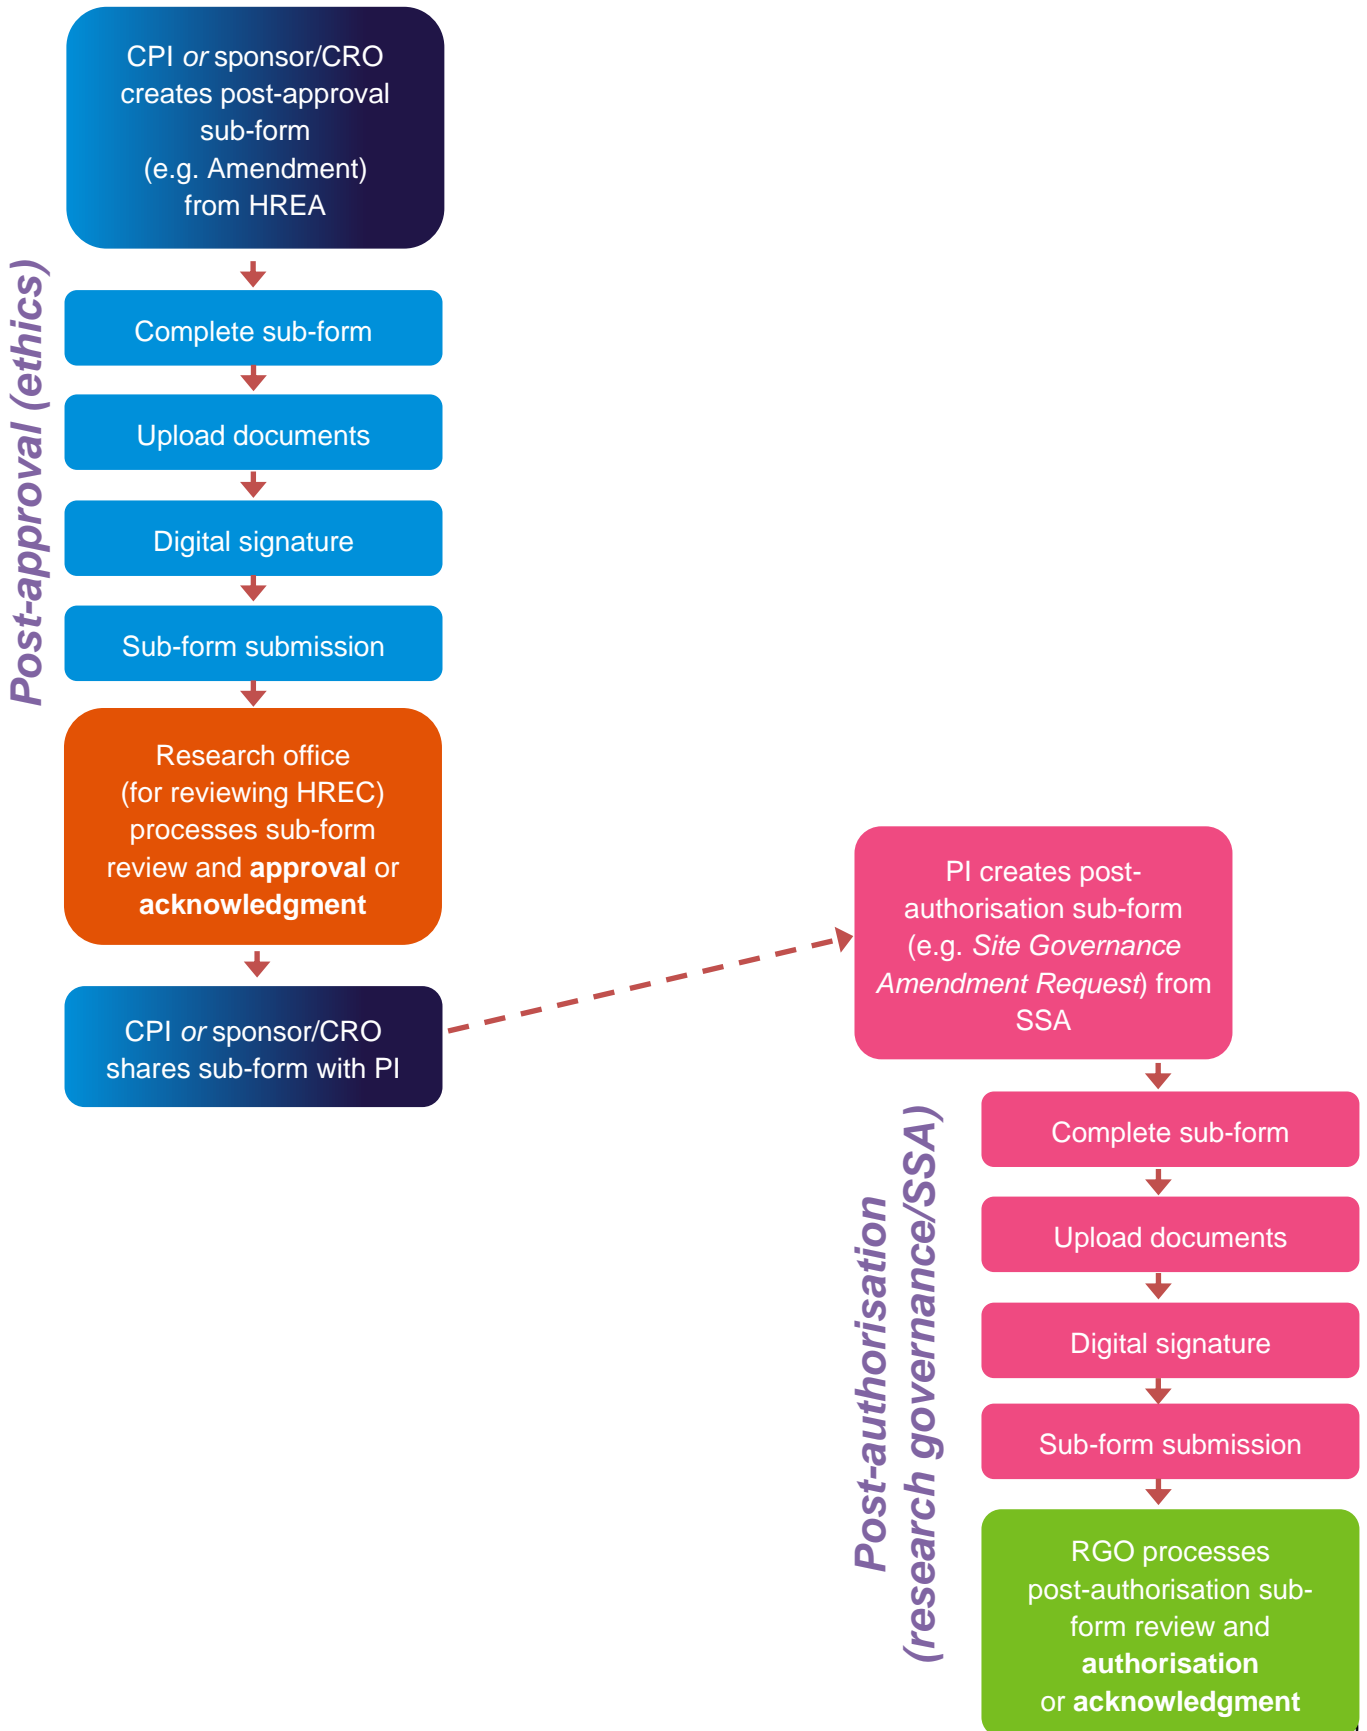 CPI or sponsor/CRO
creates post-approval
sub-form
(e.g. Amendment)
from HREA
Post-approval (ethics)
Complete sub-form
Upload documents
Digital signature
Sub-form submission
Research office
(for reviewing HREC)
processes sub-form
review and approval or
acknowledgment
CPI or sponsor/CRO
shares sub-form with PI
PI creates post-
authorisation sub-form
(e.g. Site Governance
Amendment Request) from
SSA
Post-authorisation
(research governance/SSA)
Complete sub-form
Upload documents
Digital signature
Sub-form submission
RGO processes
post-authorisation sub-
form review and
authorisation
or acknowledgment